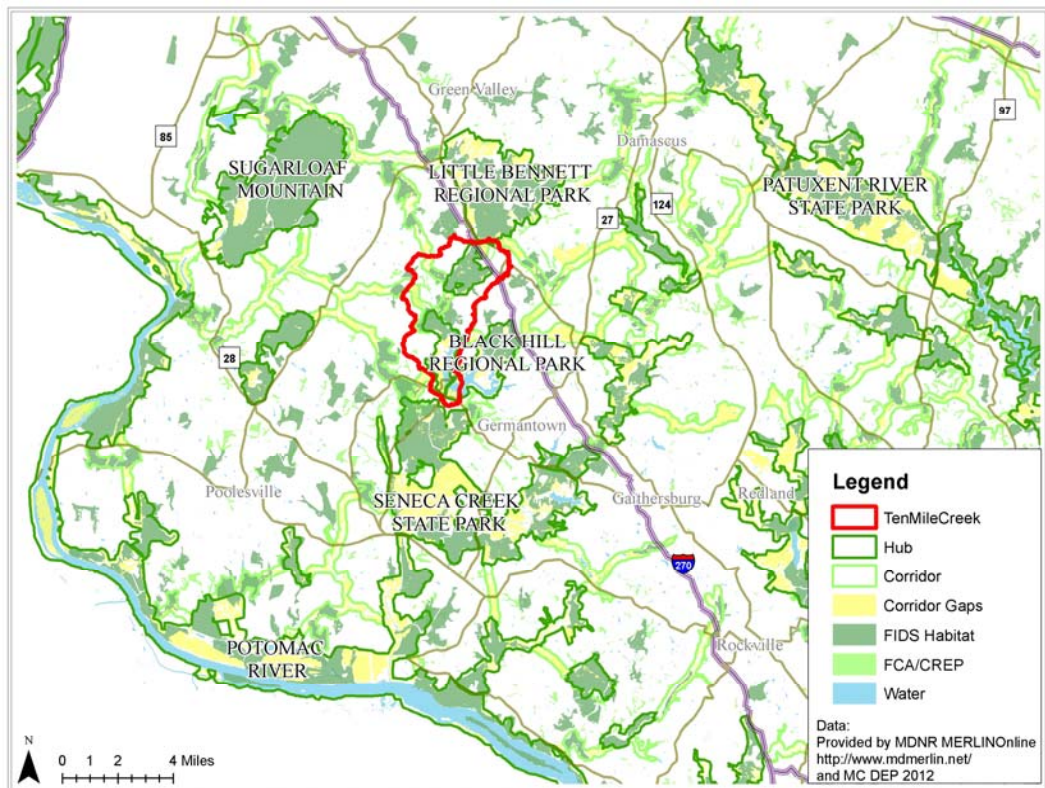 Green Valley
85
97
Damascus
SUGARLOAF
MOUNTAIN
LITTLE BENNETT
REGIONAL PARK
PATUXENT RIVER
STATE PARK
124
27
BLACK HILL
REGIONAL PARK
28
Germantown
Poolesville
SENECA CREEK
STATE PARK
Gaithersburg
Redland
270
Rockville
POTOMAC
RIVER
Legend
TenMileCreek
Hub
Corridor
Corridor Gaps
FIDS Habitat
FCA/CREP
Water
Data:
Provided by MDNR MERLINOnline
http://www.mdmerlin.net/
and MC DEP 2012
N
0 1 2 4 Miles